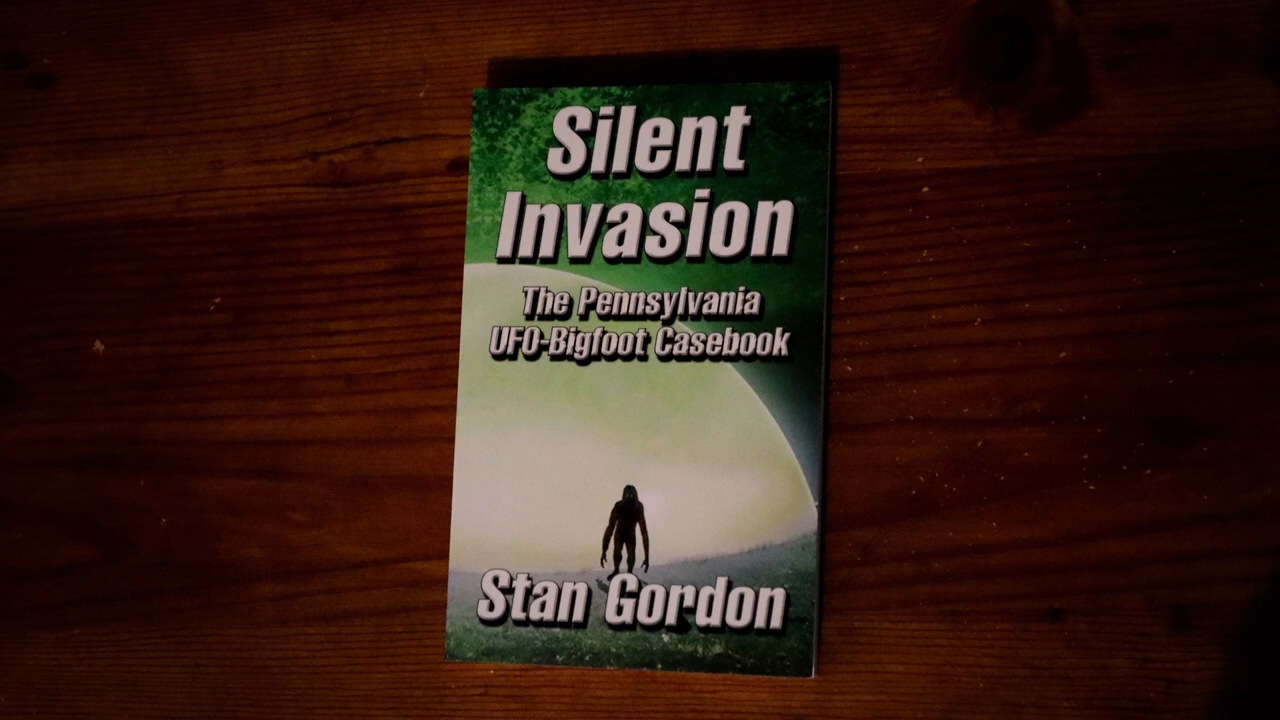 Silent
Invasion
The Pennsylvania
UFO-Bigfoot Casebook
Stan Gordon